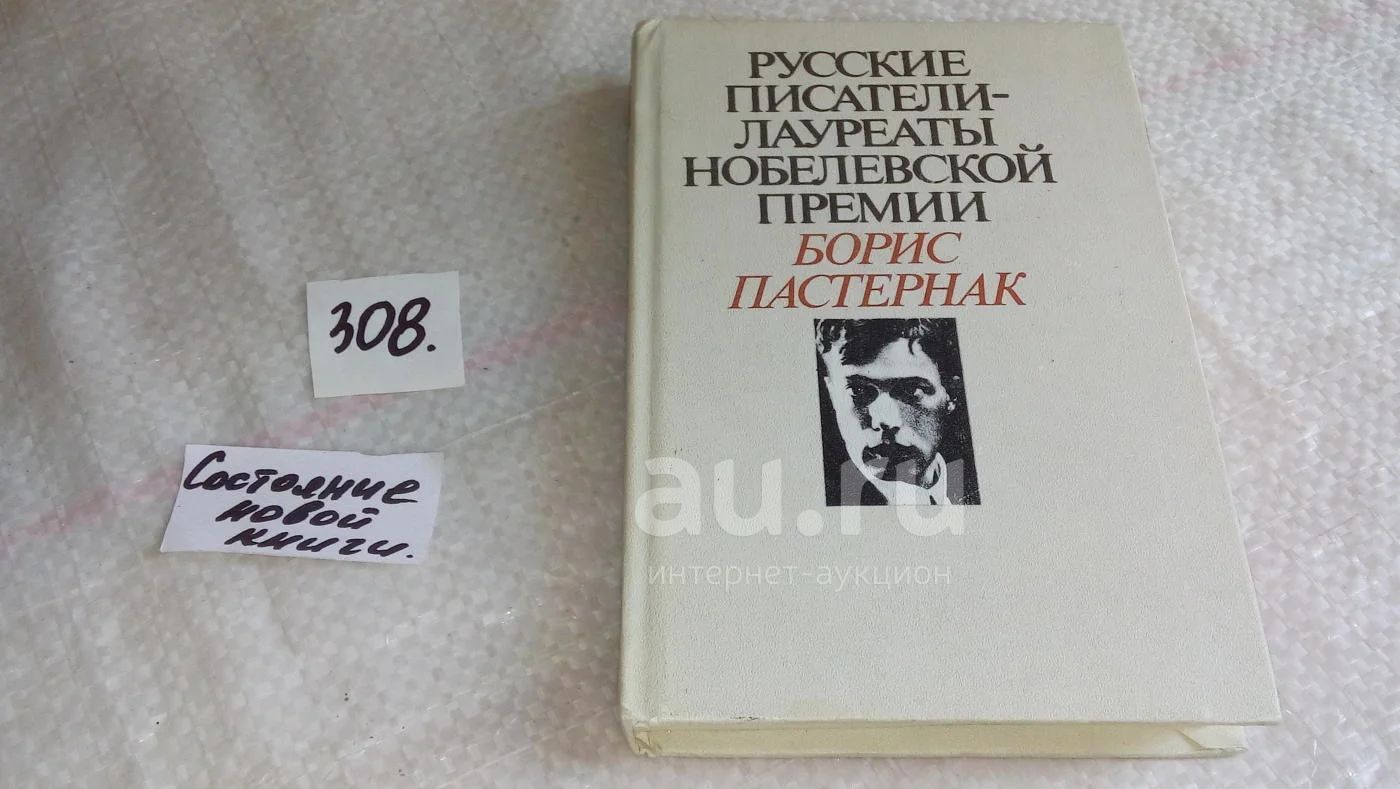 РУССКИЕ
ПИСАТЕЛИ-
ЛАУРЕАТЫ
НОБЕЛЕВСКОЙ
ПРЕМИИ
БОРИС
ПАСТЕРНАК
308.
Состояние
новой
книги.
au.ru
интернет-аукцион